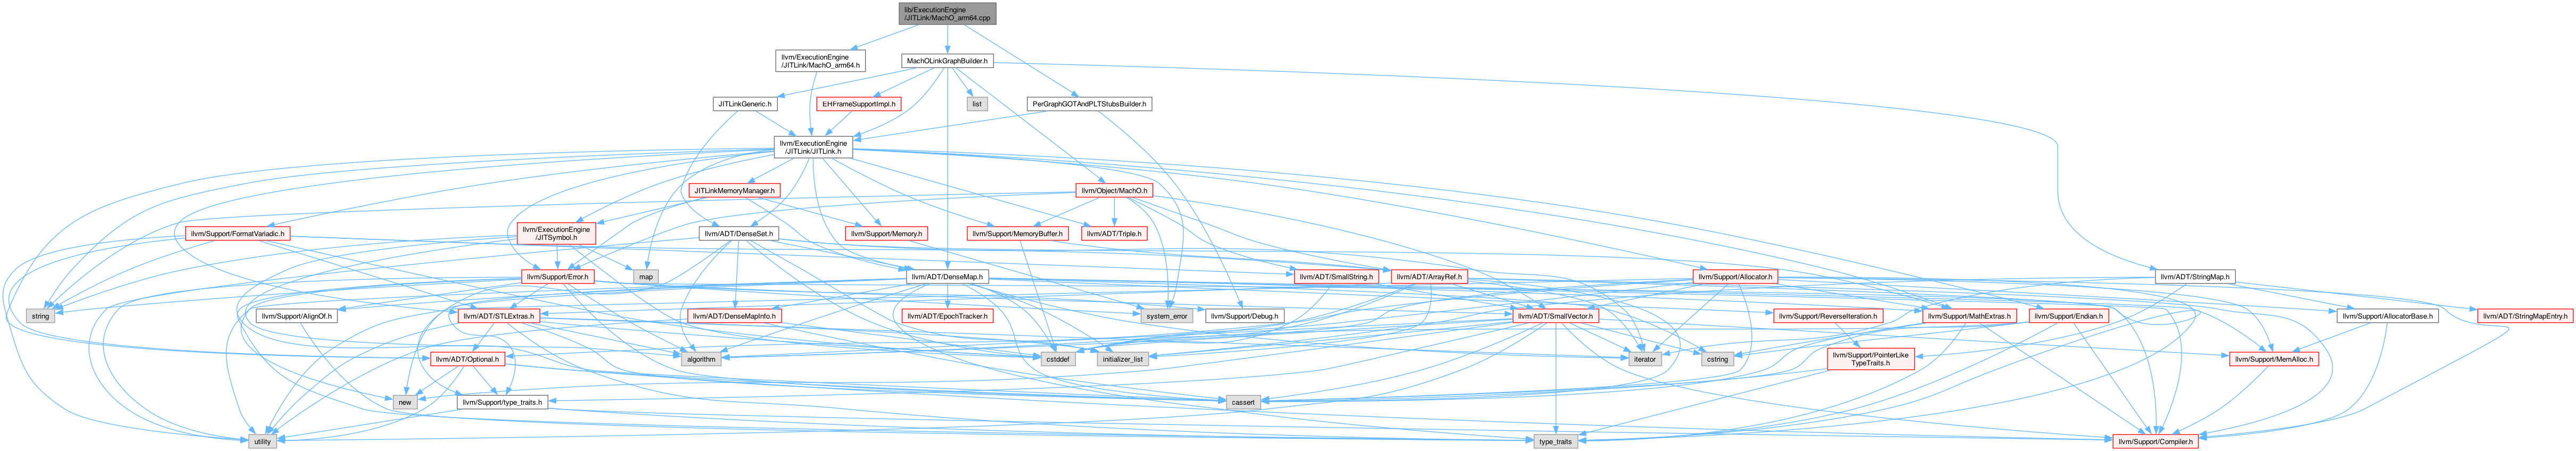 lib/ExecutionEngine
/JITLink/MachO_arm64.cpp
llvm/ExecutionEngine
/JITLink/MachO_arm64.h
MachOLinkGraphBuilder.h
JITLinkGeneric.h
EHFrameSupportImpl.h
list
PerGraphGOTAndPLTStubsBuilder.h
llvm/ExecutionEngine
/JITLink/JITLink.h
JITLinkMemoryManager.h
llvm/Object/MachO.h
llvm/Support/FormatVariadic.h
llvm/ExecutionEngine
/JITSymbol.h
llvm/ADT/DenseSet.h
llvm/Support/Memory.h
llvm/Support/MemoryBuffer.h
llvm/ADT/Triple.h
llvm/Support/Error.h
map
llvm/ADT/DenseMap.h
llvm/ADT/SmallString.h
llvm/ADT/ArrayRef.h
llvm/Support/Allocator.h
llvm/ADT/StringMap.h
string
llvm/Support/AlignOf.h
llvm/ADT/STLExtras.h
llvm/ADT/DenseMapInfo.h
llvm/ADT/EpochTracker.h
system_error
llvm/Support/Debug.h
llvm/ADT/SmallVector.h
llvm/Support/ReverseIteration.h
llvm/Support/MathExtras.h
llvm/Support/Endian.h
llvm/Support/AllocatorBase.h
llvm/ADT/StringMapEntry.h
llvm/ADT/Optional.h
algorithm
cstddef
initializer_list
iterator
cstring
llvm/Support/PointerLike
TypeTraits.h
llvm/Support/MemAlloc.h
new
llvm/Support/type_traits.h
cassert
utility
type_traits
llvm/Support/Compiler.h